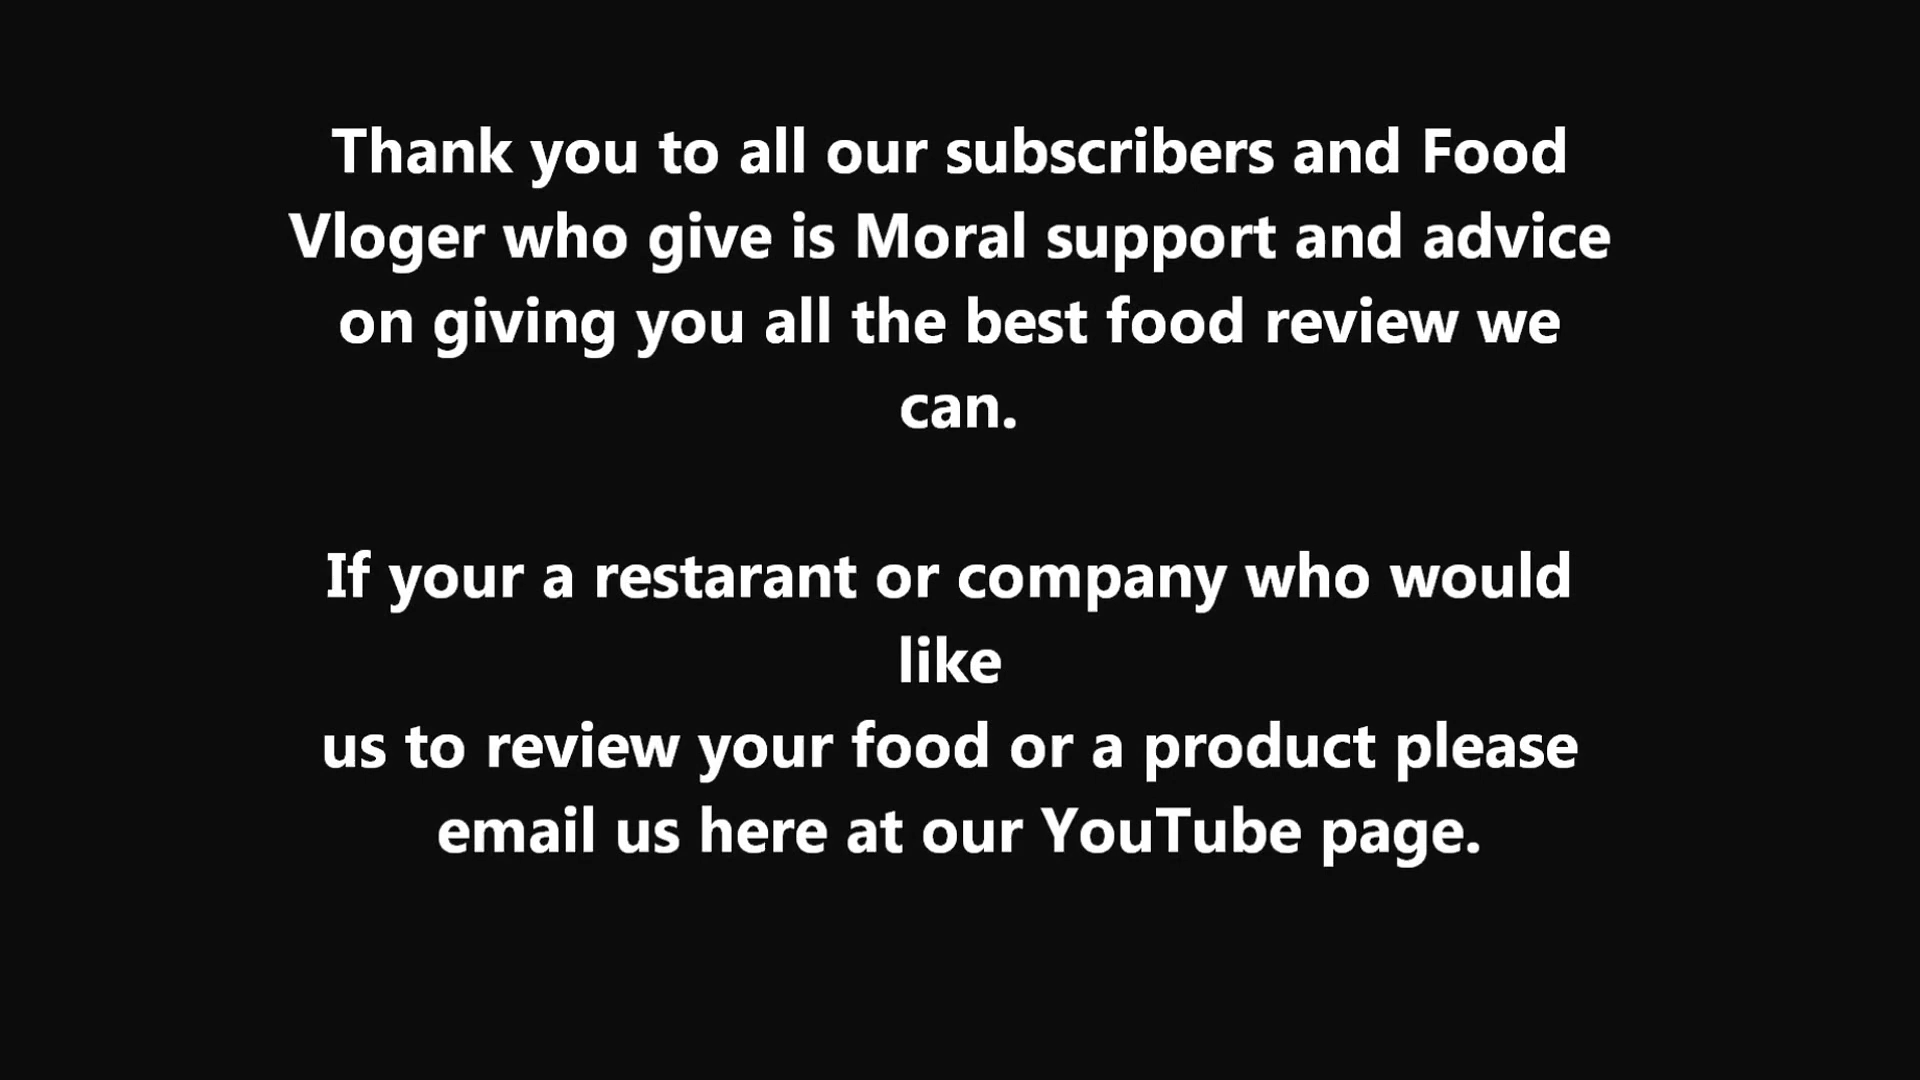 Thank you to all our subscribers and Food
Vloger who give is Moral support and advice
on giving you all the best food review we
can.
If your a restarant or company who would
like
us to review your food or a product please
email us here at our YouTube page.